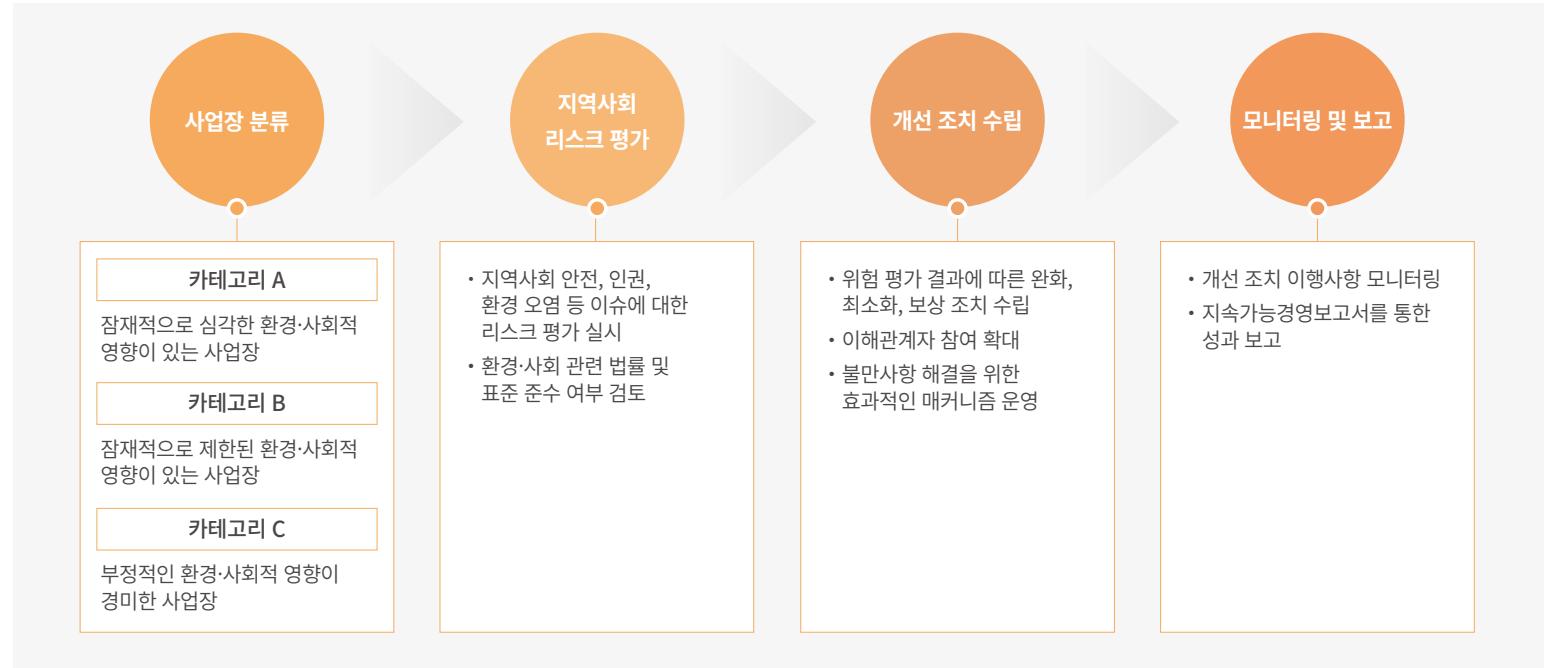 사업장 분류
카테고리 A
잠재적으로 심각한 환경·사회적
영향이 있는 사업장
카테고리 B
잠재적으로 제한된 환경·사회적
영향이 있는 사업장
카테고리 C
부정적인 환경·사회적 영향이
경미한 사업장
지역사회
리스크 평가
• 지역사회 안전, 인권,
환경 오염 등 이슈에 대한
리스크 평가 실시
• 환경·사회 관련 법률 및
표준 준수 여부 검토
개선 조치 수립
• 위험 평가 결과에 따른 완화,
최소화, 보상 조치 수립
• 이해관계자 참여 확대
• 불만사항 해결을 위한
효과적인 매커니즘 운영
모니터링 및 보고
• 개선 조치 이행사항 모니터링
• 지속가능경영보고서를 통한
성과 보고